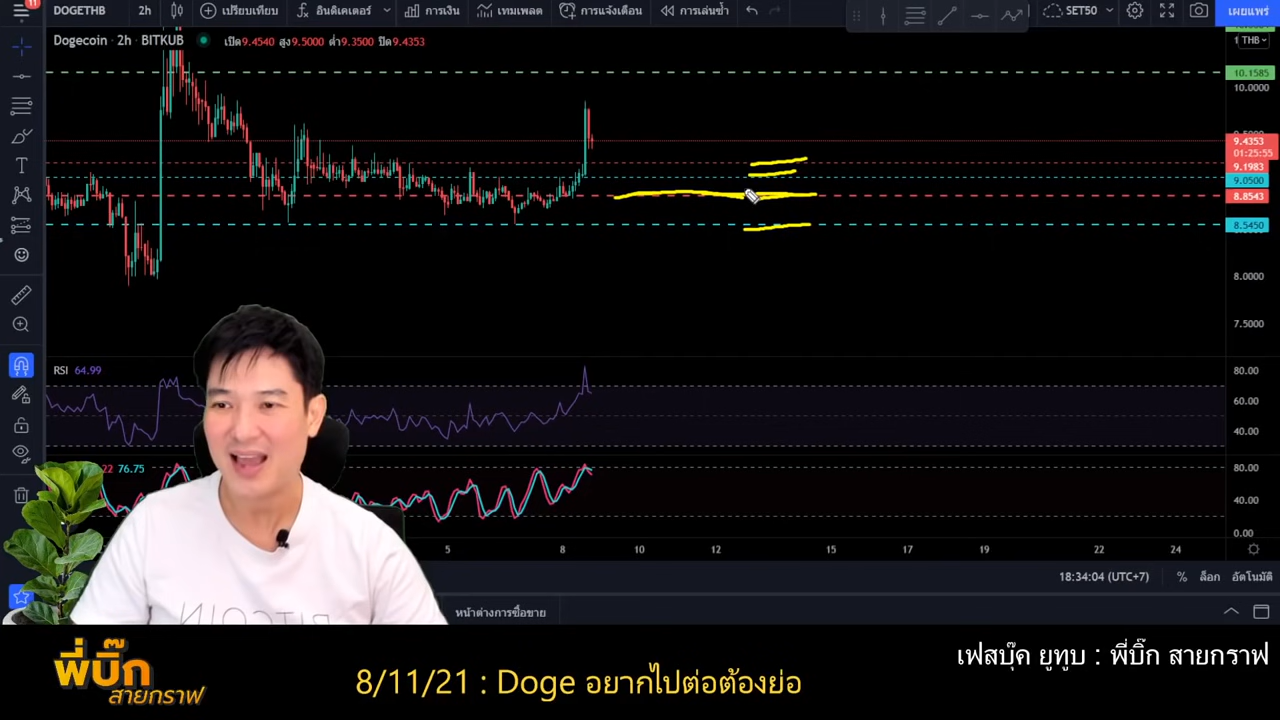 11
DOGETHB 2h เปรียบเทียบ อินดิเคเตอร์ การเงิน เทมเพลต การแจ้งเตือน การเล่นซ้ำ SET50 เผยแพร่
Dogecoin · 2h · BITKUB เปิด9.4540 สูง9.5000 ต่ำ9.3500 ปิด9.4353
1 THB
10.1585
10.0000
9.4353
01:25:55
9.1983
9.0500
8.8543
8.5450
8.0000
7.5000
RSI 64.99
80.00
60.00
40.00
22 76.75
80.00
40.00
0.00
5 8 10 12 15 17 19 22 24
18:34:04 (UTC+7) % ล็อก อัตโนมัติ
หน้าต่างการซื้อขาย
BITCOIN
พี่บิ๊ก
สายกราฟ
8/11/21 : Doge อยากไปต่อต้องย่อ
เฟสบุ๊ค ยูทูบ : พี่บิ๊ก สายกราฟ